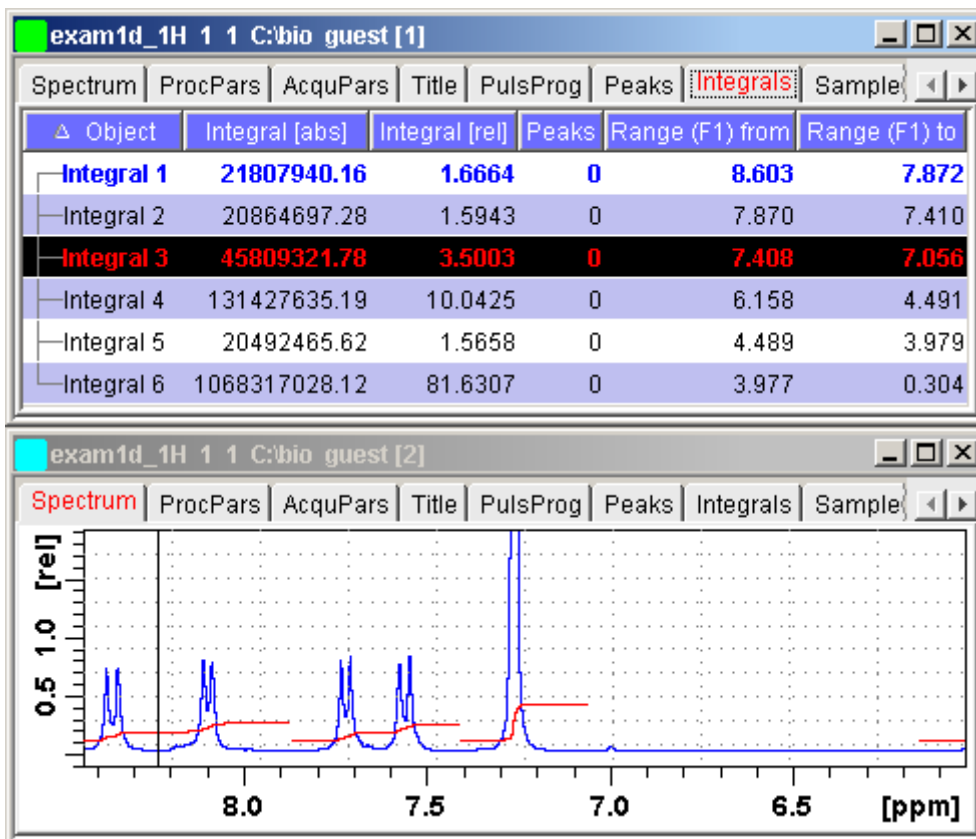 exam1d_1H 1 1 C:\bio guest [1]
Spectrum ProcPars AcquPars Title PulsProg Peaks Integrals Sample
Δ Object Integral [abs] Integral [rel] Peaks Range (F1) from Range (F1) to
Integral 1 21807940.16 1.6664 0 8.603 7.872
Integral 2 20864697.28 1.5943 0 7.870 7.410
Integral 3 45809321.78 3.5003 0 7.408 7.056
Integral 4 131427635.19 10.0425 0 6.158 4.491
Integral 5 20492465.62 1.5658 0 4.489 3.979
Integral 6 1068317028.12 81.6307 0 3.977 0.304
exam1d_1H 1 1 C:\bio guest [2]
Spectrum ProcPars AcquPars Title PulsProg Peaks Integrals Sample
[rel]
1.0
0.5
8.0 7.5 7.0 6.5 [ppm]